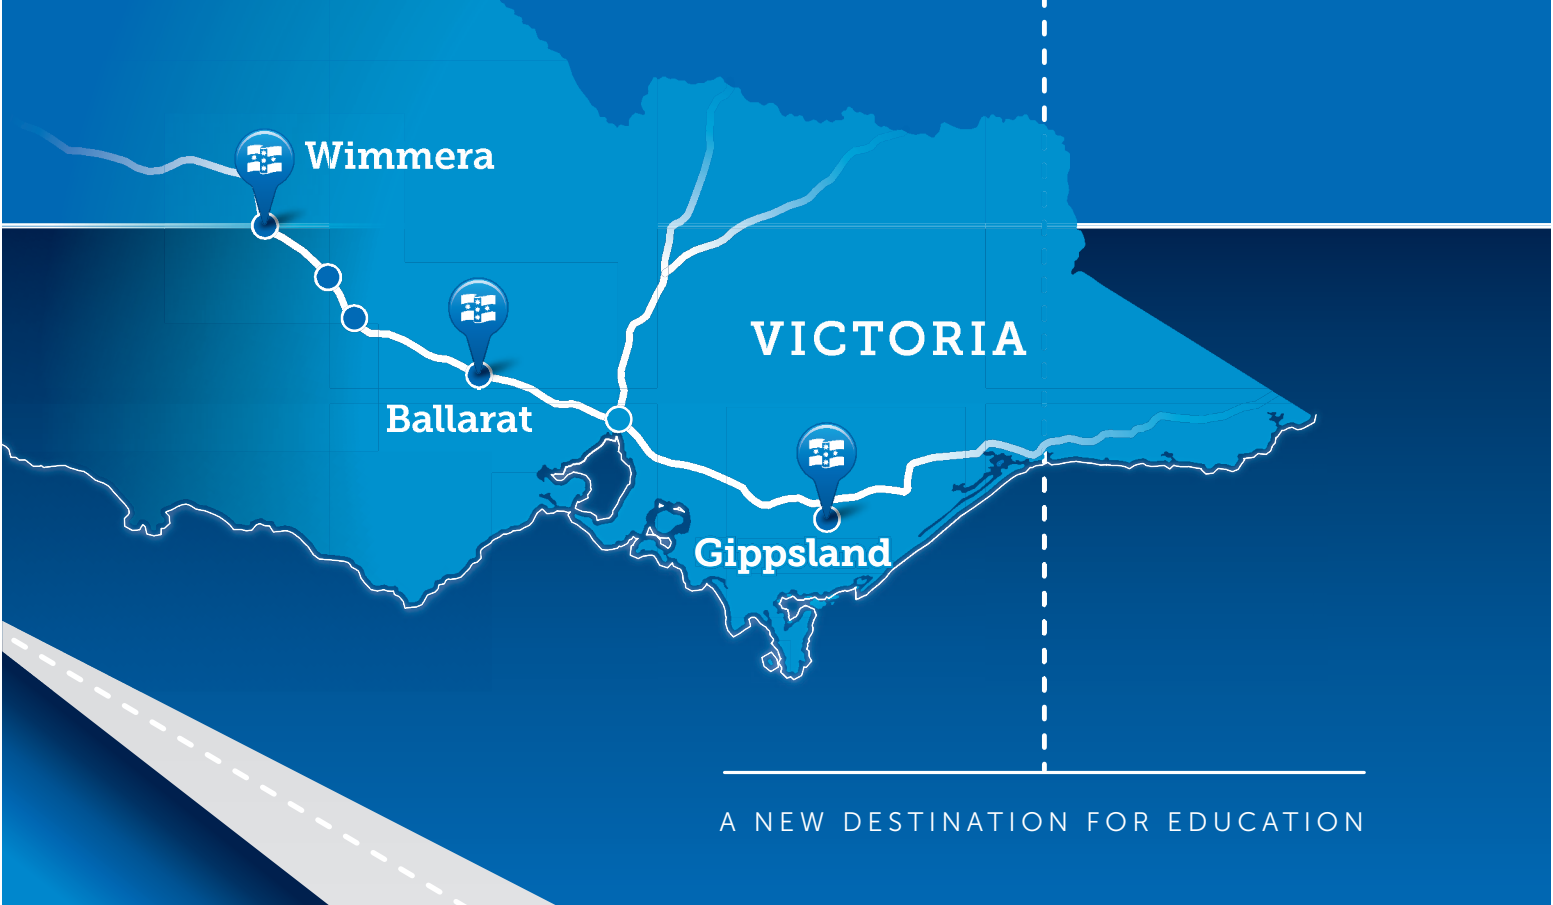 Wimmera
VICTORIA
Ballarat
Gippsland
A NEW DESTINATION FOR EDUCATION